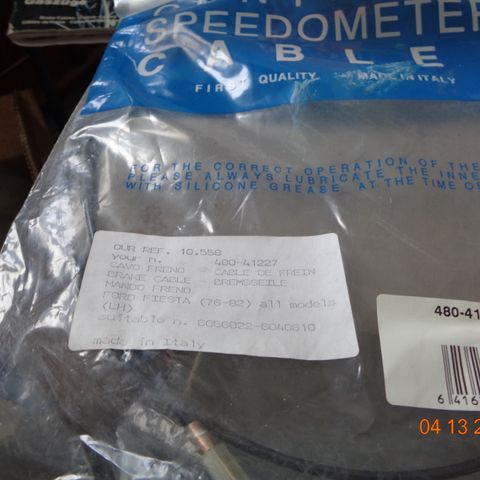 SPEEDOMETER
CABLE
FIRST QUALITY MADE IN ITALY
FOR THE CORRECT OPERATION OF THE
PLEASE ALWAYS LUBRICATE THE INNE
WITH SILICONE GREASE AT THE TIME OF
OUR REF. 10.558
your n. 480-41227
CAVO FRENO - CABLE DE FREIN
BRAKE CABLE - BREMSSEILE
MANDO FRENO
FORD FIESTA (76-82) all models
(LH)
suitable n. 6056022-6040610
made in Italy
480-41
6 416
04 13 2